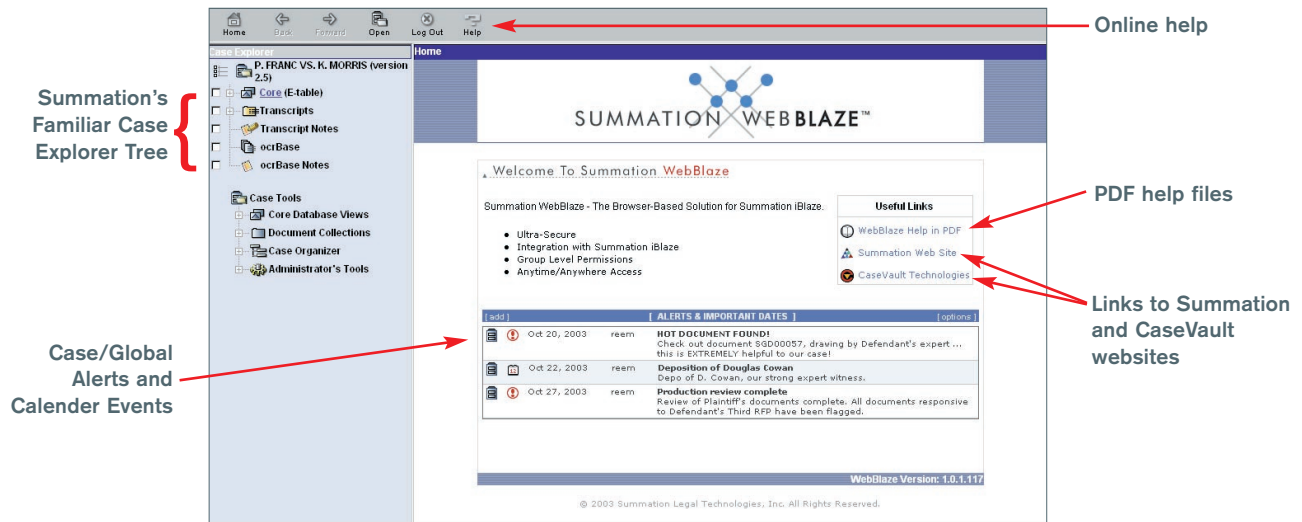 Home Back Forward Open Log Out Help
Online help
Case Explorer
Home
P. FRANC VS. K. MORRIS (version
2.5)
Core (E-table)
Transcripts
Transcript Notes
ocrBase
ocrBase Notes
Summation's
Familiar Case
Explorer Tree
Case Tools
Core Database Views
Document Collections
Case Organizer
Administrator's Tools
SUMMATION WEBBLAZE™
Welcome To Summation WebBlaze
Summation WebBlaze - The Browser-Based Solution for Summation iBlaze.
Ultra-Secure
Integration with Summation iBlaze
Group Level Permissions
Anytime/Anywhere Access
Useful Links
WebBlaze Help in PDF
Summation Web Site
CaseVault Technologies
PDF help files
Links to Summation
and CaseVault
websites
Case/Global
Alerts and
Calender Events
[add] [ ALERTS & IMPORTANT DATES ] [options]
Oct 20, 2003 reem HOT DOCUMENT FOUND!
Check out document SGD00057, drawing by Defendant's expert ...
this is EXTREMELY helpful to our case!
Oct 22, 2003 reem Deposition of Douglas Cowan
Depo of D. Cowan, our strong expert witness.
Oct 27, 2003 reem Production review complete
Review of Plaintiff's documents complete. All documents responsive
to Defendant's Third RFP have been flagged.
WebBlaze Version: 1.0.1.117
© 2003 Summation Legal Technologies, Inc. All Rights Reserved.